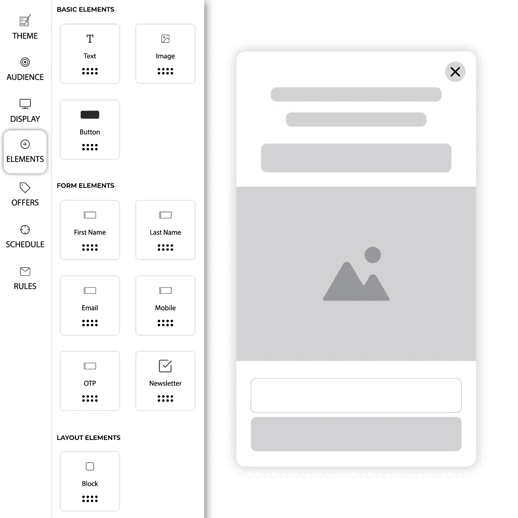 THEME
AUDIENCE
DISPLAY
ELEMENTS
OFFERS
SCHEDULE
RULES
BASIC ELEMENTS
Text
Image
Button
FORM ELEMENTS
First Name
Last Name
Email
Mobile
OTP
Newsletter
LAYOUT ELEMENTS
Block